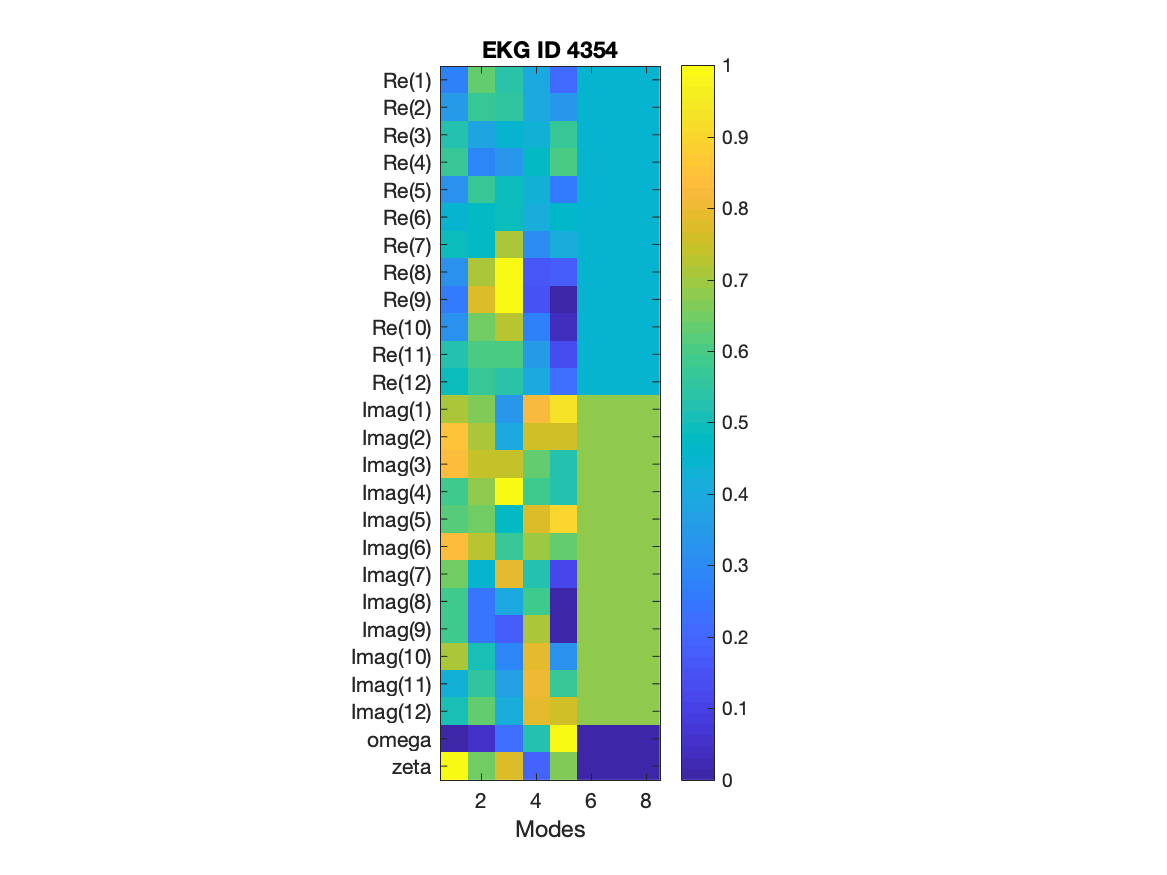 EKG ID 4354
Re(1)
Re(2)
Re(3)
Re(4)
Re(5)
Re(6)
Re(7)
Re(8)
Re(9)
Re(10)
Re(11)
Re(12)
Imag(1)
Imag(2)
Imag(3)
Imag(4)
Imag(5)
Imag(6)
Imag(7)
Imag(8)
Imag(9)
Imag(10)
Imag(11)
Imag(12)
omega
zeta
2 4 6 8
Modes
1
0.9
0.8
0.7
0.6
0.5
0.4
0.3
0.2
0.1
0